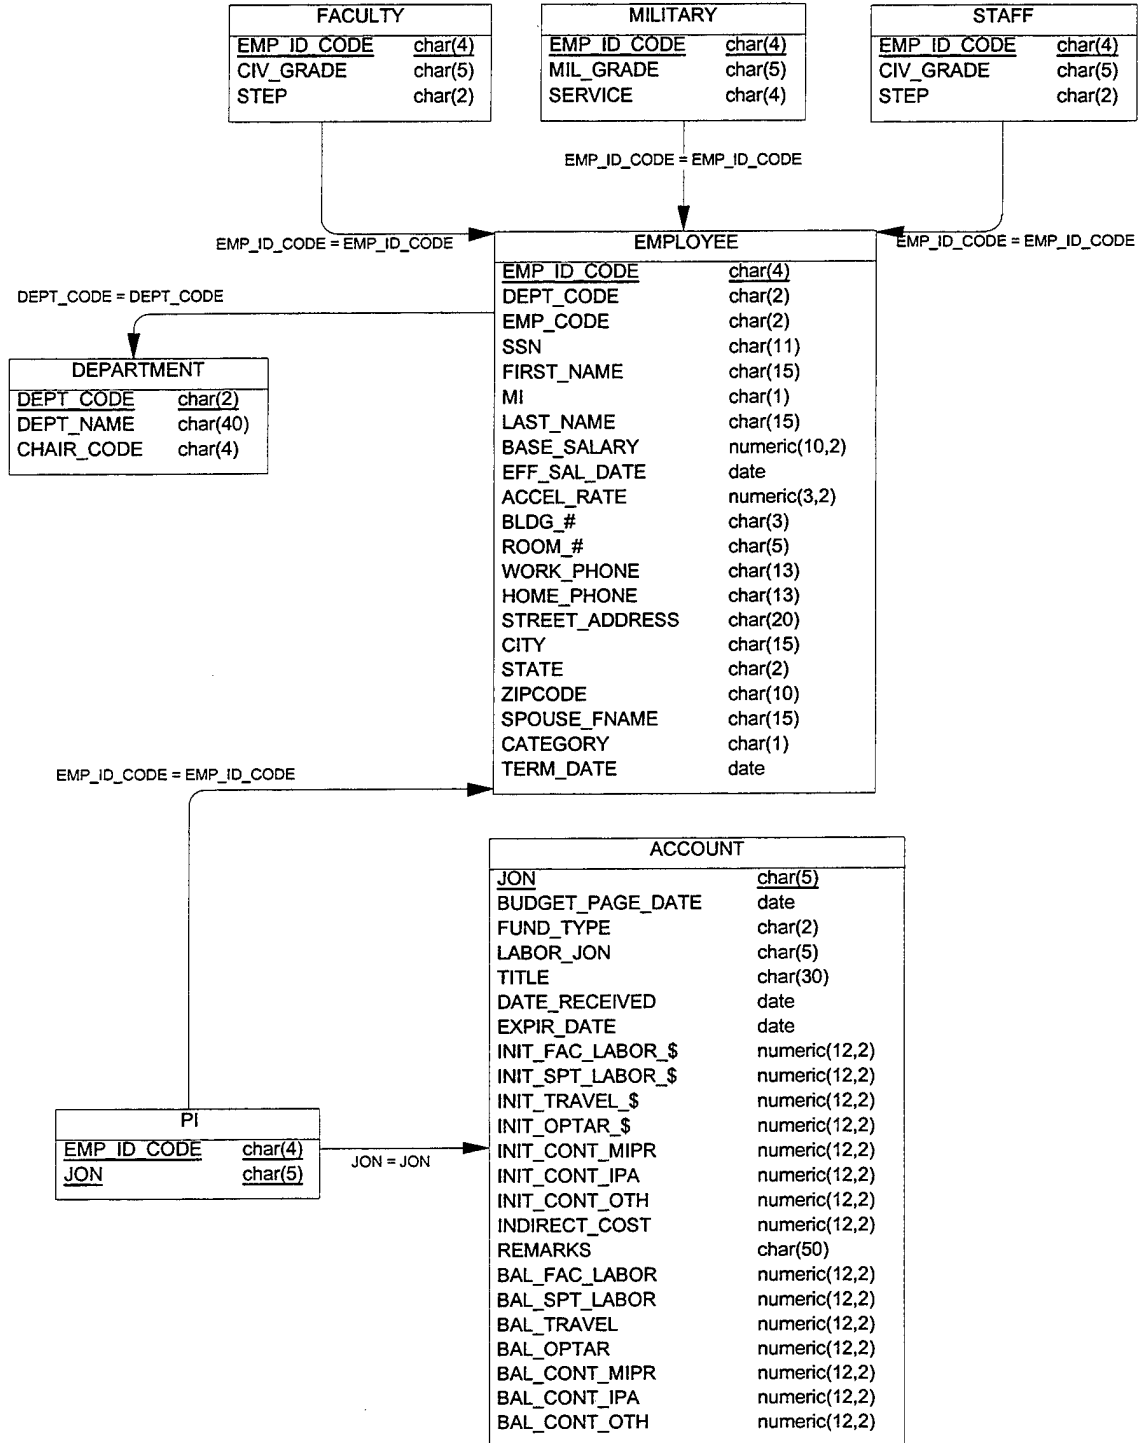 FACULTY
EMP_ID_CODE char(4)
CIV_GRADE char(5)
STEP char(2)
MILITARY
EMP_ID_CODE char(4)
MIL_GRADE char(5)
SERVICE char(4)
STAFF
EMP_ID_CODE char(4)
CIV_GRADE char(5)
STEP char(2)
EMP_ID_CODE = EMP_ID_CODE
EMP_ID_CODE = EMP_ID_CODE
EMP_ID_CODE = EMP_ID_CODE
EMPLOYEE
EMP_ID_CODE char(4)
DEPT_CODE char(2)
EMP_CODE char(2)
SSN char(11)
FIRST_NAME char(15)
MI char(1)
LAST_NAME char(15)
BASE_SALARY numeric(10,2)
EFF_SAL_DATE date
ACCEL_RATE numeric(3,2)
BLDG_# char(3)
ROOM_# char(5)
WORK_PHONE char(13)
HOME_PHONE char(13)
STREET_ADDRESS char(20)
CITY char(15)
STATE char(2)
ZIPCODE char(10)
SPOUSE_FNAME char(15)
CATEGORY char(1)
TERM_DATE date
DEPT_CODE = DEPT_CODE
DEPARTMENT
DEPT_CODE char(2)
DEPT_NAME char(40)
CHAIR_CODE char(4)
EMP_ID_CODE = EMP_ID_CODE
PI
EMP_ID_CODE char(4)
JON char(5)
JON = JON
ACCOUNT
JON char(5)
BUDGET_PAGE_DATE date
FUND_TYPE char(2)
LABOR_JON char(5)
TITLE char(30)
DATE_RECEIVED date
EXPIR_DATE date
INIT_FAC_LABOR_$ numeric(12,2)
INIT_SPT_LABOR_$ numeric(12,2)
INIT_TRAVEL_$ numeric(12,2)
INIT_OPTAR_$ numeric(12,2)
INIT_CONT_MIPR numeric(12,2)
INIT_CONT_IPA numeric(12,2)
INIT_CONT_OTH numeric(12,2)
INDIRECT_COST numeric(12,2)
REMARKS char(50)
BAL_FAC_LABOR numeric(12,2)
BAL_SPT_LABOR numeric(12,2)
BAL_TRAVEL numeric(12,2)
BAL_OPTAR numeric(12,2)
BAL_CONT_MIPR numeric(12,2)
BAL_CONT_IPA numeric(12,2)
BAL_CONT_OTH numeric(12,2)